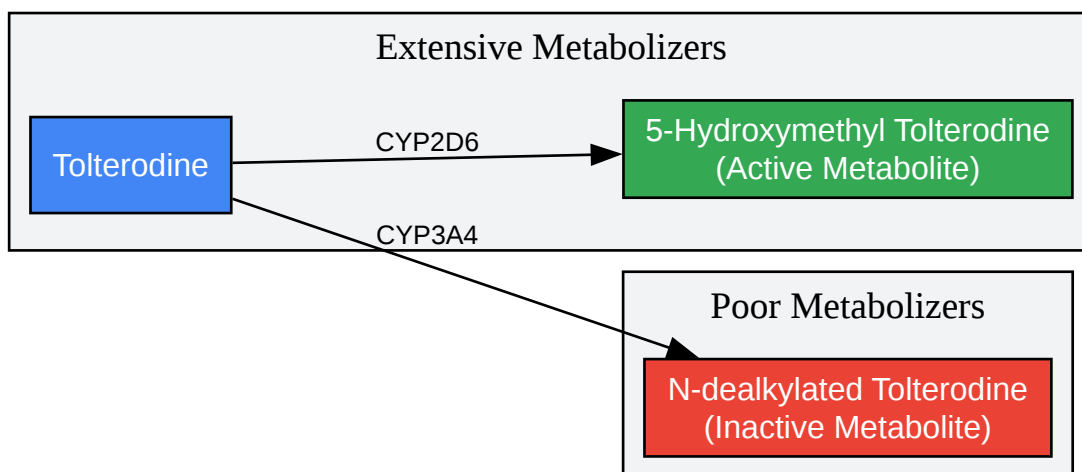 Extensive Metabolizers
Tolterodine
CYP2D6
5-Hydroxymethyl Tolterodine
(Active Metabolite)
CYP3A4
Poor Metabolizers
N-dealkylated Tolterodine
(Inactive Metabolite)